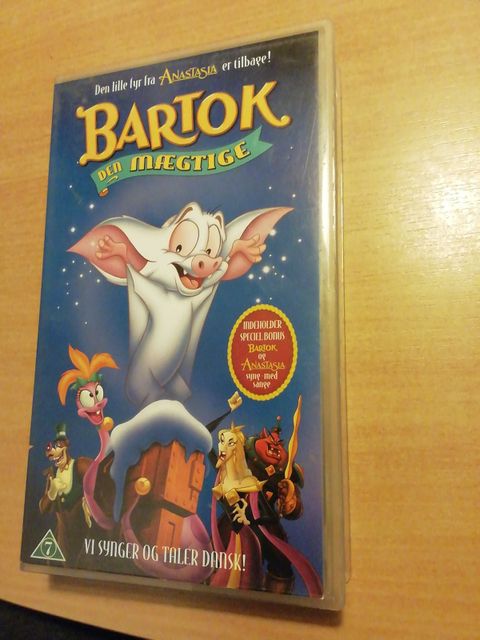 Den lille fyr fra ANASTASIA er tilbage!
BARTOK
DEN MÆGTIGE
INDEHOLDER
SPECIEL BONUS
BARTOK
og
ANASTASIA
syng-med
sange
7
VI SYNGER OG TALER DANSK!